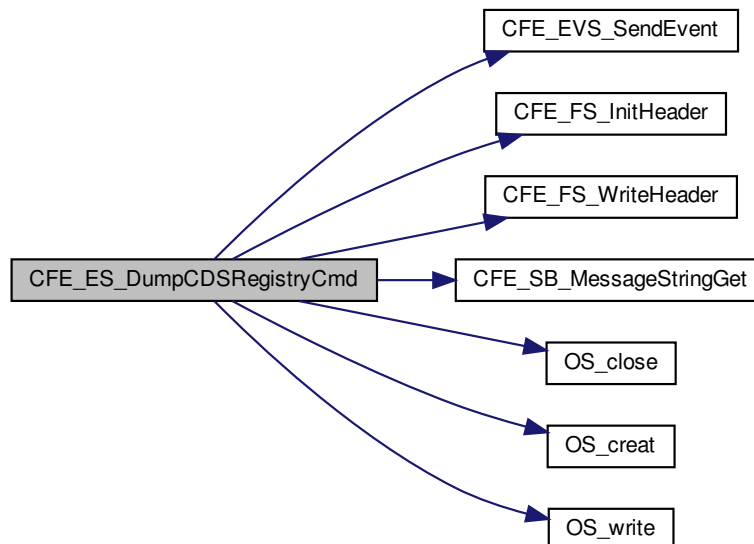 CFE_EVS_SendEvent
CFE_FS_InitHeader
CFE_FS_WriteHeader
CFE_ES_DumpCDSRegistryCmd
CFE_SB_MessageStringGet
OS_close
OS_creat
OS_write